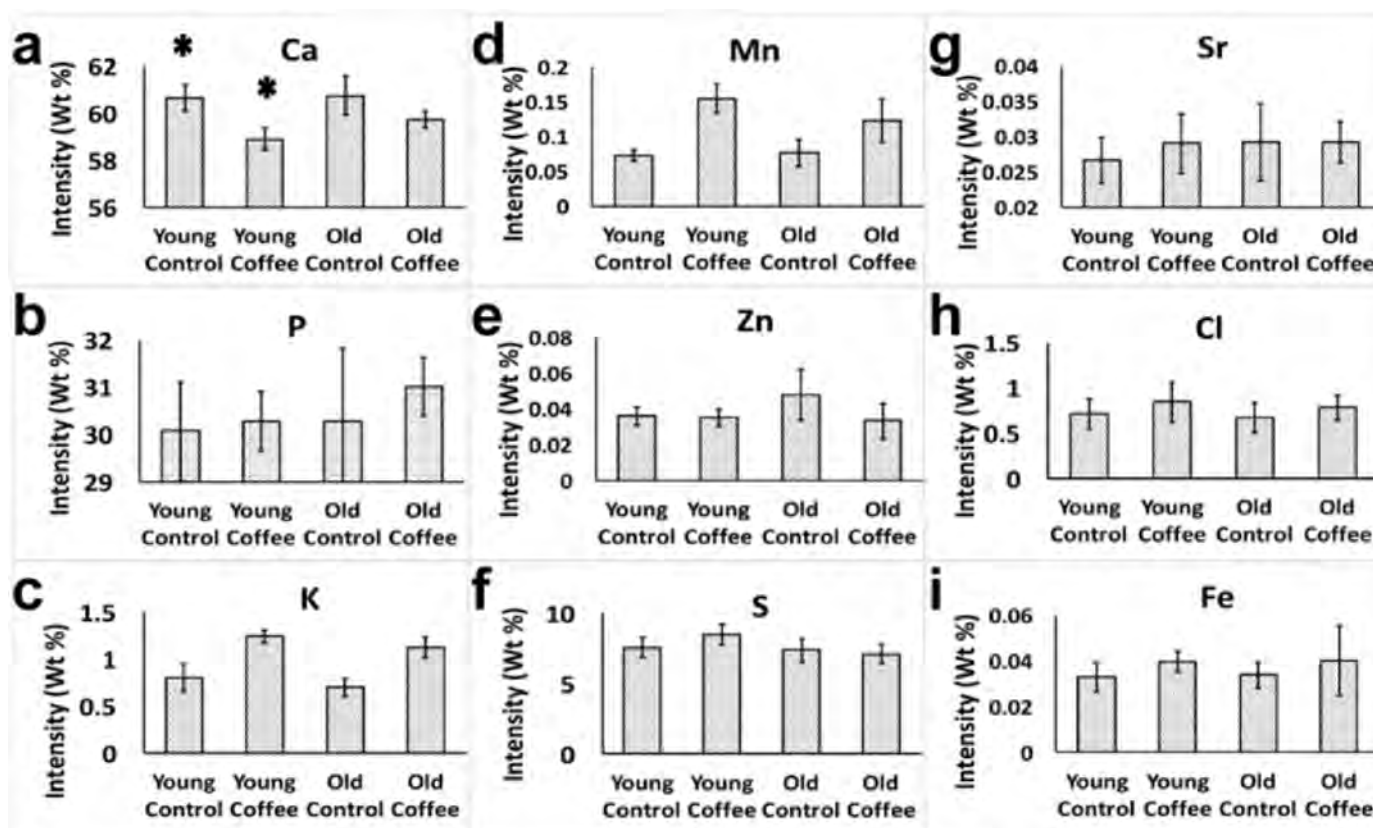 a
*
*
Ca
Intensity (Wt %)
62
60
58
56
Young Young Old Old
Control Coffee Control Coffee
d
Mn
Intensity (Wt %)
0.2
0.15
0.1
0.05
0
Young Young Old Old
Control Coffee Control Coffee
g
Sr
Intensity (Wt %)
0.04
0.035
0.03
0.025
0.02
Young Young Old Old
Control Coffee Control Coffee
b
P
Intensity (Wt %)
32
31
30
29
Young Young Old Old
Control Coffee Control Coffee
e
Zn
Intensity (Wt %)
0.08
0.06
0.04
0.02
0
Young Young Old Old
Control Coffee Control Coffee
h
Cl
Intensity (Wt %)
1.5
1
0.5
0
Young Young Old Old
Control Coffee Control Coffee
c
K
Intensity (Wt %)
1.5
1
0.5
0
Young Young Old Old
Control Coffee Control Coffee
f
S
Intensity (Wt %)
10
5
0
Young Young Old Old
Control Coffee Control Coffee
i
Fe
Intensity (Wt %)
0.06
0.04
0.02
0
Young Young Old Old
Control Coffee Control Coffee